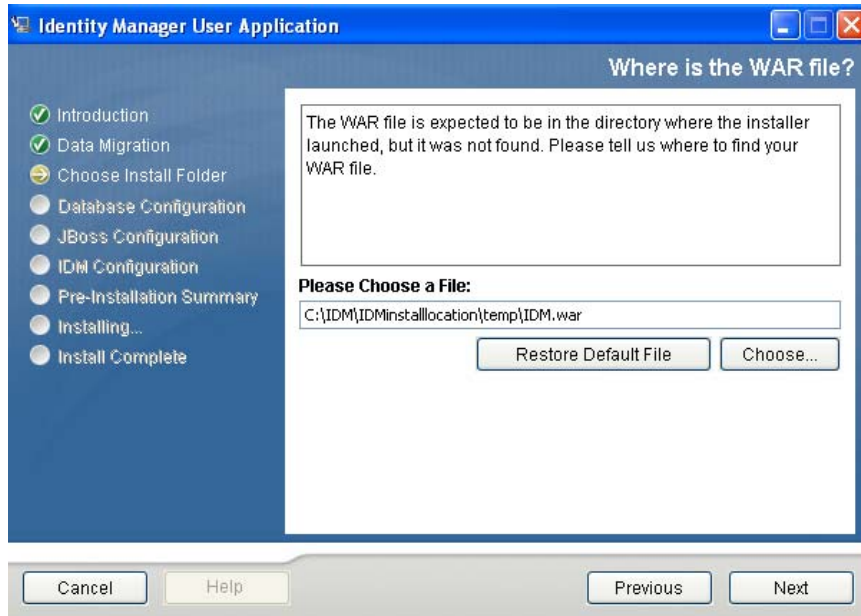 Identity Manager User Application
Where is the WAR file?
Introduction
Data Migration
Choose Install Folder
Database Configuration
JBoss Configuration
IDM Configuration
Pre-Installation Summary
Installing...
Install Complete
The WAR file is expected to be in the directory where the installer
launched, but it was not found. Please tell us where to find your
WAR file.
Please Choose a File:
C:\IDM\IDMinstalllocation\temp\IDM.war
Restore Default File
Choose...
Cancel
Help
Previous
Next